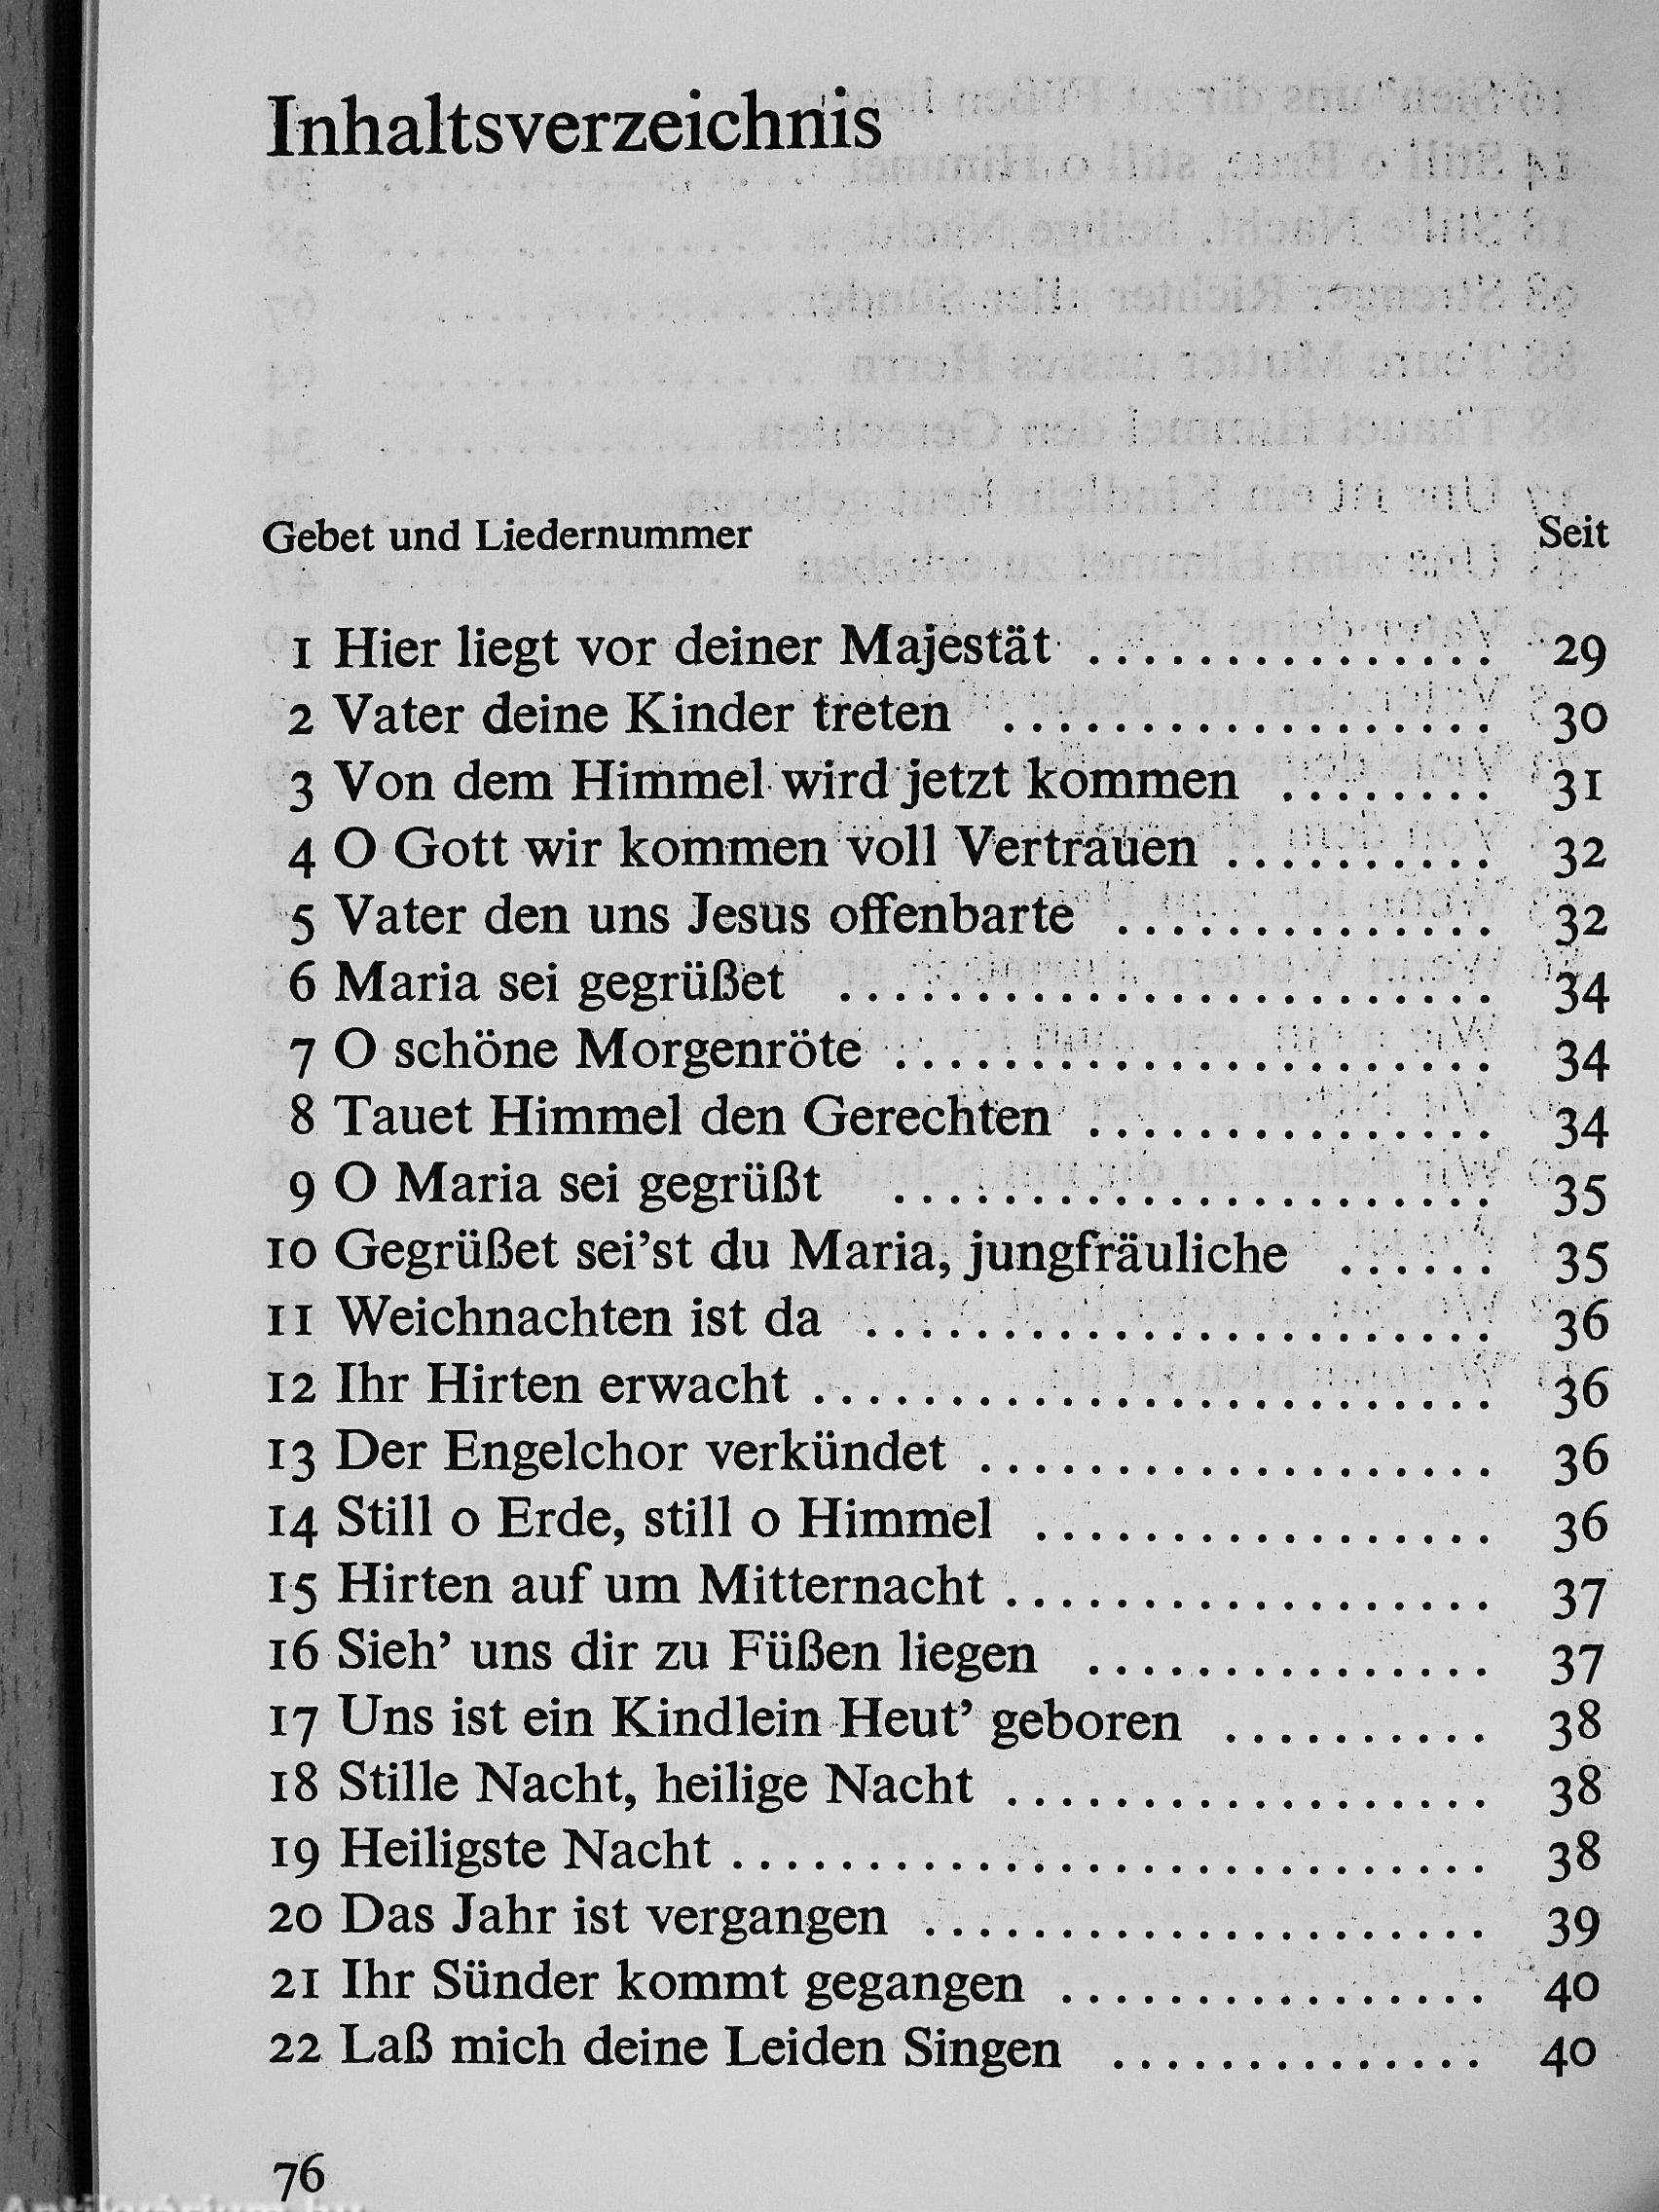 Inhaltsverzeichnis
Gebet und Liedernummer Seit
1 Hier liegt vor deiner Majestät ............... 29
2 Vater deine Kinder treten .................. 30
3 Von dem Himmel wird jetzt kommen ........ 31
4 O Gott wir kommen voll Vertrauen .......... 32
5 Vater den uns Jesus offenbarte .............. 32
6 Maria sei gegrüßet ........................ 34
7 O schöne Morgenröte ...................... 34
8 Tauet Himmel den Gerechten ............... 34
9 O Maria sei gegrüßt ...................... 35
10 Gegrüßet sei’st du Maria, jungfräuliche ...... 35
11 Weichnachten ist da ....................... 36
12 Ihr Hirten erwacht ......................... 36
13 Der Engelchor verkündet ................... 36
14 Still o Erde, still o Himmel ................. 36
15 Hirten auf um Mitternacht .................. 37
16 Sieh’ uns dir zu Füßen liegen ............... 37
17 Uns ist ein Kindlein Heut’ geboren .......... 38
18 Stille Nacht, heilige Nacht .................. 38
19 Heiligste Nacht ............................ 38
20 Das Jahr ist vergangen ..................... 39
21 Ihr Sünder kommt gegangen ................ 40
22 Laß mich deine Leiden Singen .............. 40
76